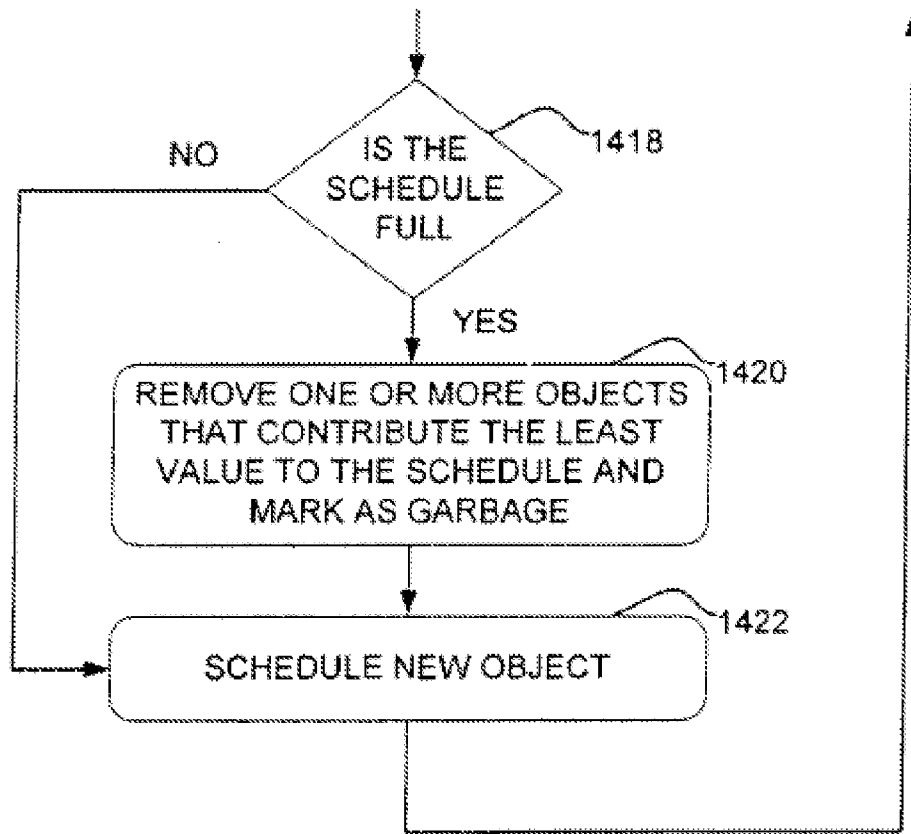 NO
IS THE
SCHEDULE
FULL
1418
YES
1420
REMOVE ONE OR MORE OBJECTS
THAT CONTRIBUTE THE LEAST
VALUE TO THE SCHEDULE AND
MARK AS GARBAGE
1422
SCHEDULE NEW OBJECT